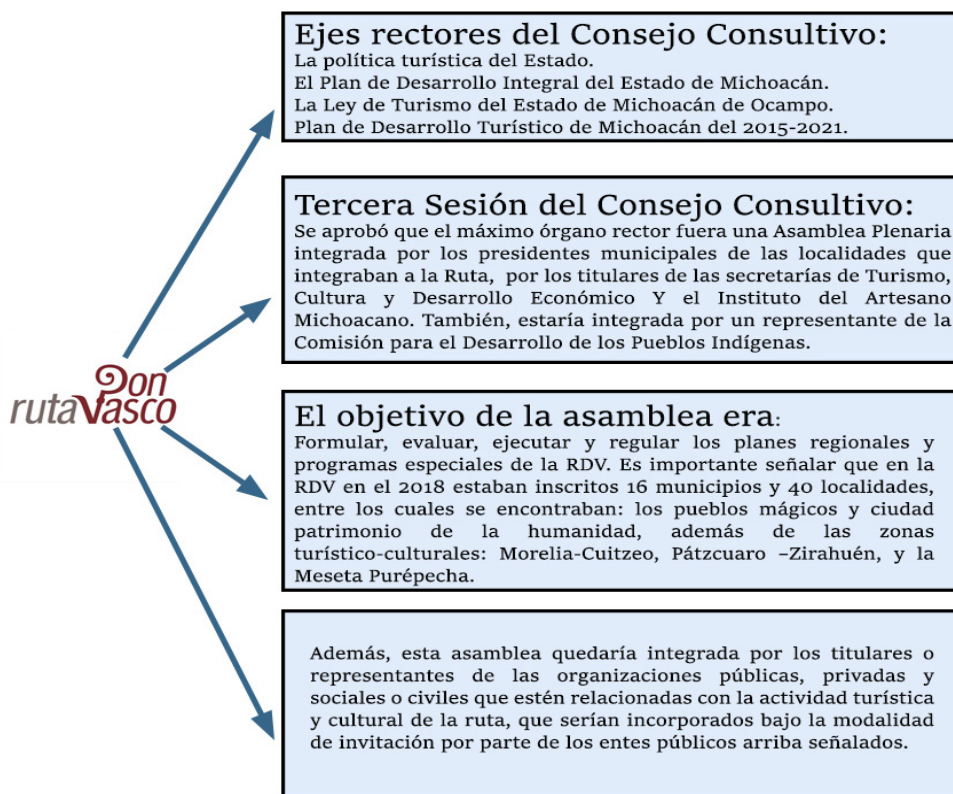 Ejes rectores del Consejo Consultivo:
La política turística del Estado.
El Plan de Desarrollo Integral del Estado de Michoacán.
La Ley de Turismo del Estado de Michoacán de Ocampo.
Plan de Desarrollo Turístico de Michoacán del 2015-2021.
Tercera Sesión del Consejo Consultivo:
Se aprobó que el máximo órgano rector fuera una Asamblea Plenaria
integrada por los presidentes municipales de las localidades que
integraban a la Ruta, por los titulares de las secretarías de Turismo,
Cultura y Desarrollo Económico Y el Instituto del Artesano
Michoacano. También, estaría integrada por un representante de la
Comisión para el Desarrollo de los Pueblos Indígenas.
Don
ruta Vasco
El objetivo de la asamblea era:
Formular, evaluar, ejecutar y regular los planes regionales y
programas especiales de la RDV. Es importante señalar que en la
RDV en el 2018 estaban inscritos 16 municipios y 40 localidades,
entre los cuales se encontraban: los pueblos mágicos y ciudad
patrimonio de la humanidad, además de las zonas
turístico-culturales: Morelia-Cuitzeo, Pátzcuaro –Zirahuén, y la
Meseta Purépecha.
Además, esta asamblea quedaría integrada por los titulares o
representantes de las organizaciones públicas, privadas y
sociales o civiles que estén relacionadas con la actividad turística
y cultural de la ruta, que serían incorporados bajo la modalidad
de invitación por parte de los entes públicos arriba señalados.